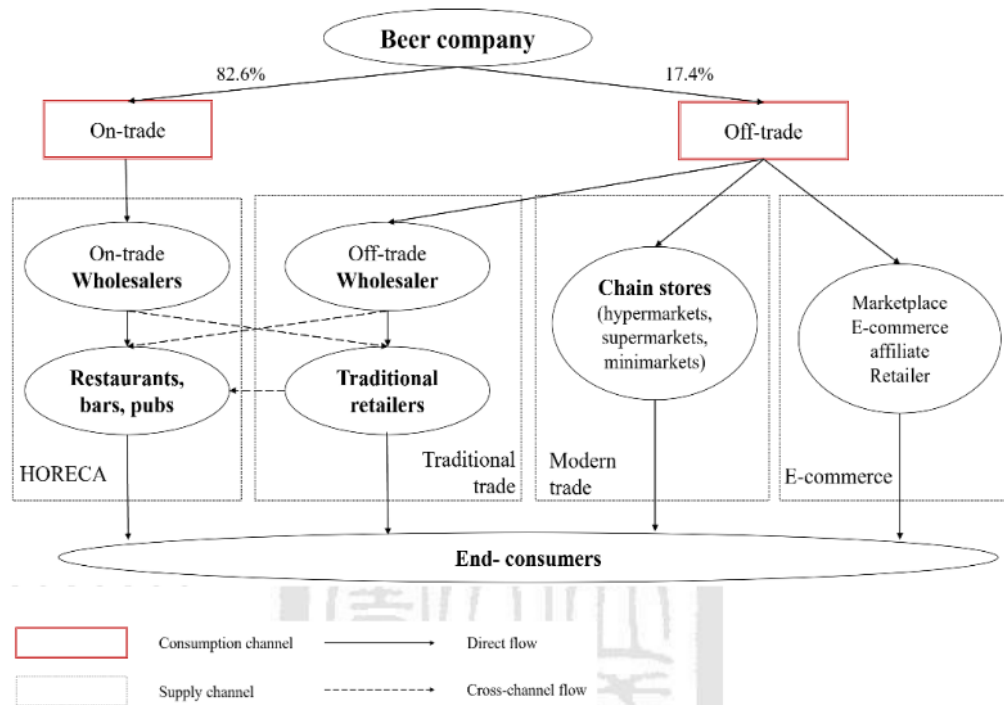 Beer company
82.6%
17.4%
On-trade
Off-trade
On-trade
Wholesalers
Off-trade
Wholesaler
Chain stores
(hypermarkets,
supermarkets,
minimarkets)
Marketplace
E-commerce
affiliate
Retailer
Restaurants,
bars, pubs
Traditional
retailers
HORECA
Traditional
trade
Modern
trade
E-commerce
End- consumers
Consumption channel
Direct flow
Supply channel
Cross-channel flow